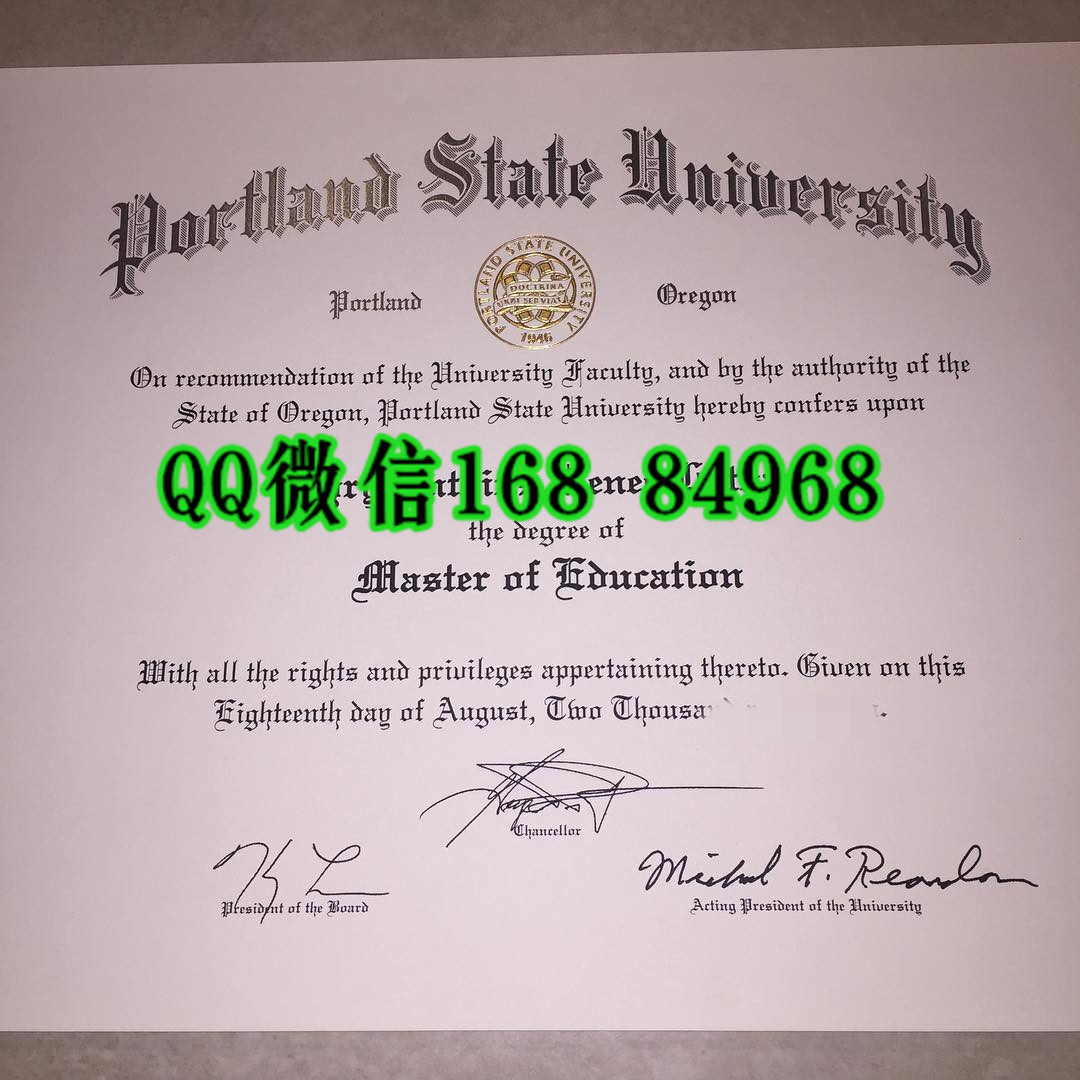 Portland State University
PORTLAND STATE UNIVERSITY
DOCTRINA
URBI SERVIAT
1946
Portland Oregon
On recommendation of the University Faculty, and by the authority of the
State of Oregon, Portland State University hereby confers upon
QQ微信168 84968
the degree of
Master of Education
With all the rights and privileges appertaining thereto. Given on this
Eighteenth day of August, Two
Chancellor
President of the Board
Michael F. Reardon
Acting President of the University